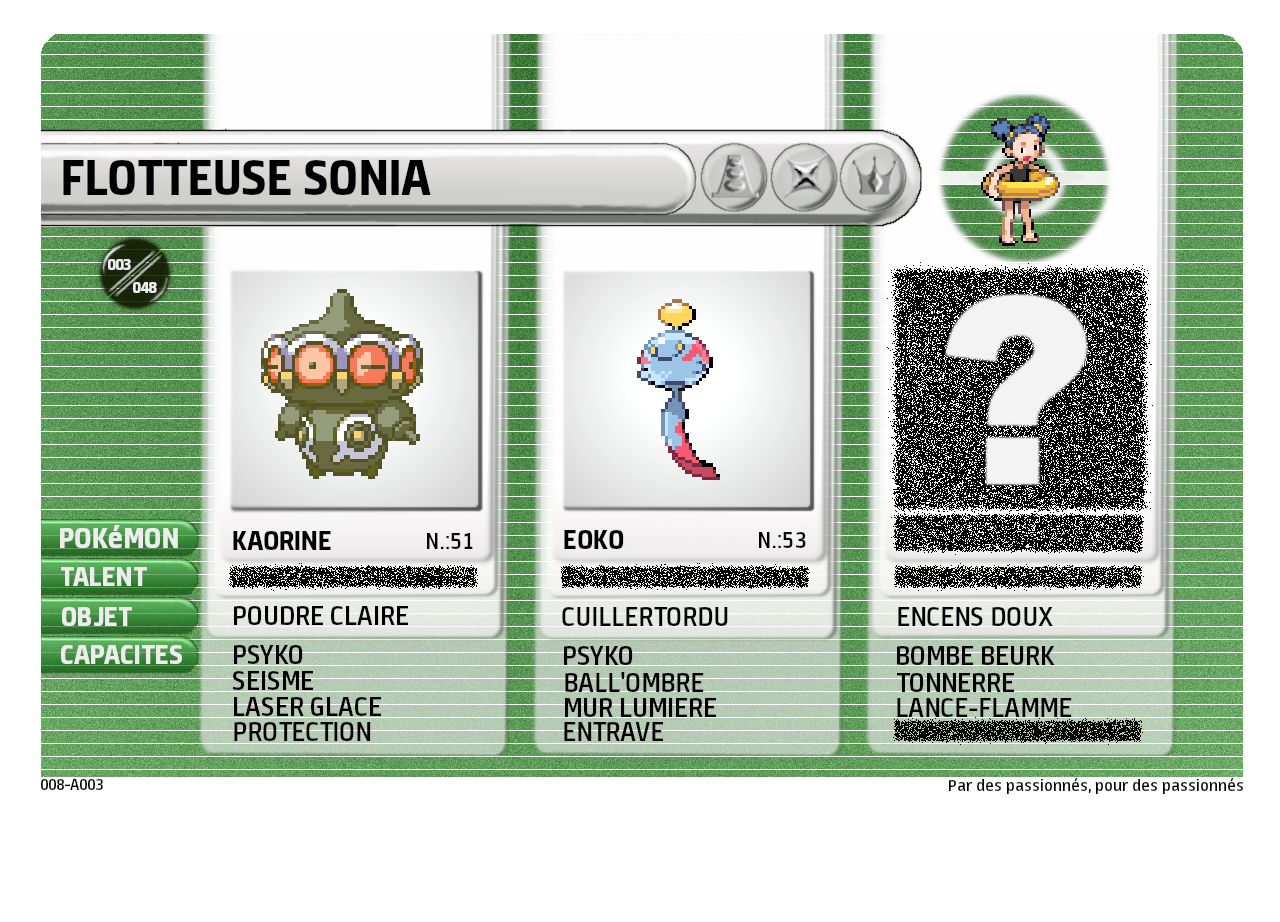 FLOTTEUSE SONIA
003
048
?
POKéMON
KAORINE N.:51
EOKO N.:53
TALENT
OBJET
POUDRE CLAIRE
CUILLERTORDU
ENCENS DOUX
CAPACITES
PSYKO
SEISME
LASER GLACE
PROTECTION
PSYKO
BALL'OMBRE
MUR LUMIERE
ENTRAVE
BOMBE BEURK
TONNERRE
LANCE-FLAMME
008-A003
Par des passionnés, pour des passionnés